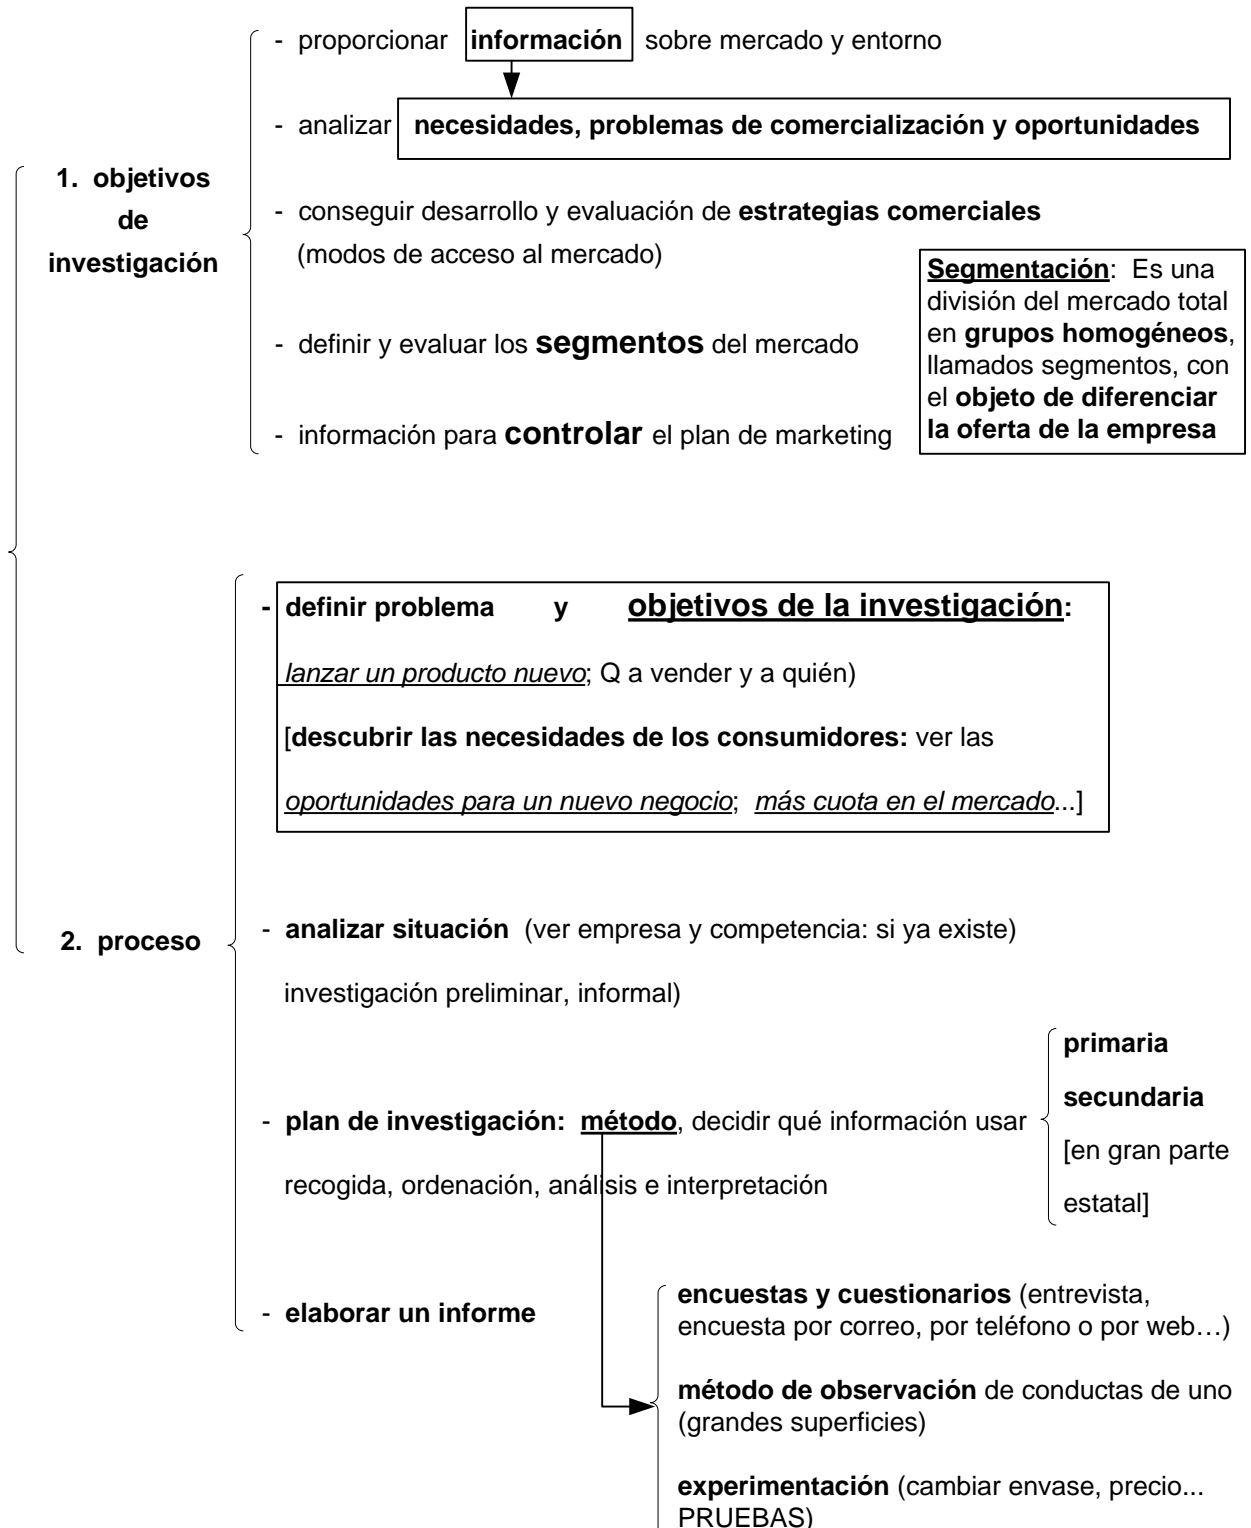 - proporcionar información sobre mercado y entorno
- analizar necesidades, problemas de comercialización y oportunidades
1. objetivos
de
investigación
- conseguir desarrollo y evaluación de estrategias comerciales
(modos de acceso al mercado)
- definir y evaluar los segmentos del mercado
- información para controlar el plan de marketing
Segmentación: Es una
división del mercado total
en grupos homogéneos,
llamados segmentos, con
el objeto de diferenciar
la oferta de la empresa
- definir problema y objetivos de la investigación:
lanzar un producto nuevo; Q a vender y a quién)
[descubrir las necesidades de los consumidores: ver las
oportunidades para un nuevo negocio; más cuota en el mercado...]
2. proceso
- analizar situación (ver empresa y competencia: si ya existe)
investigación preliminar, informal)
- plan de investigación: método, decidir qué información usar
recogida, ordenación, análisis e interpretación
primaria
secundaria
[en gran parte
estatal]
- elaborar un informe
encuestas y cuestionarios (entrevista,
encuesta por correo, por teléfono o por web…)
método de observación de conductas de uno
(grandes superficies)
experimentación (cambiar envase, precio...
PRUEBAS)